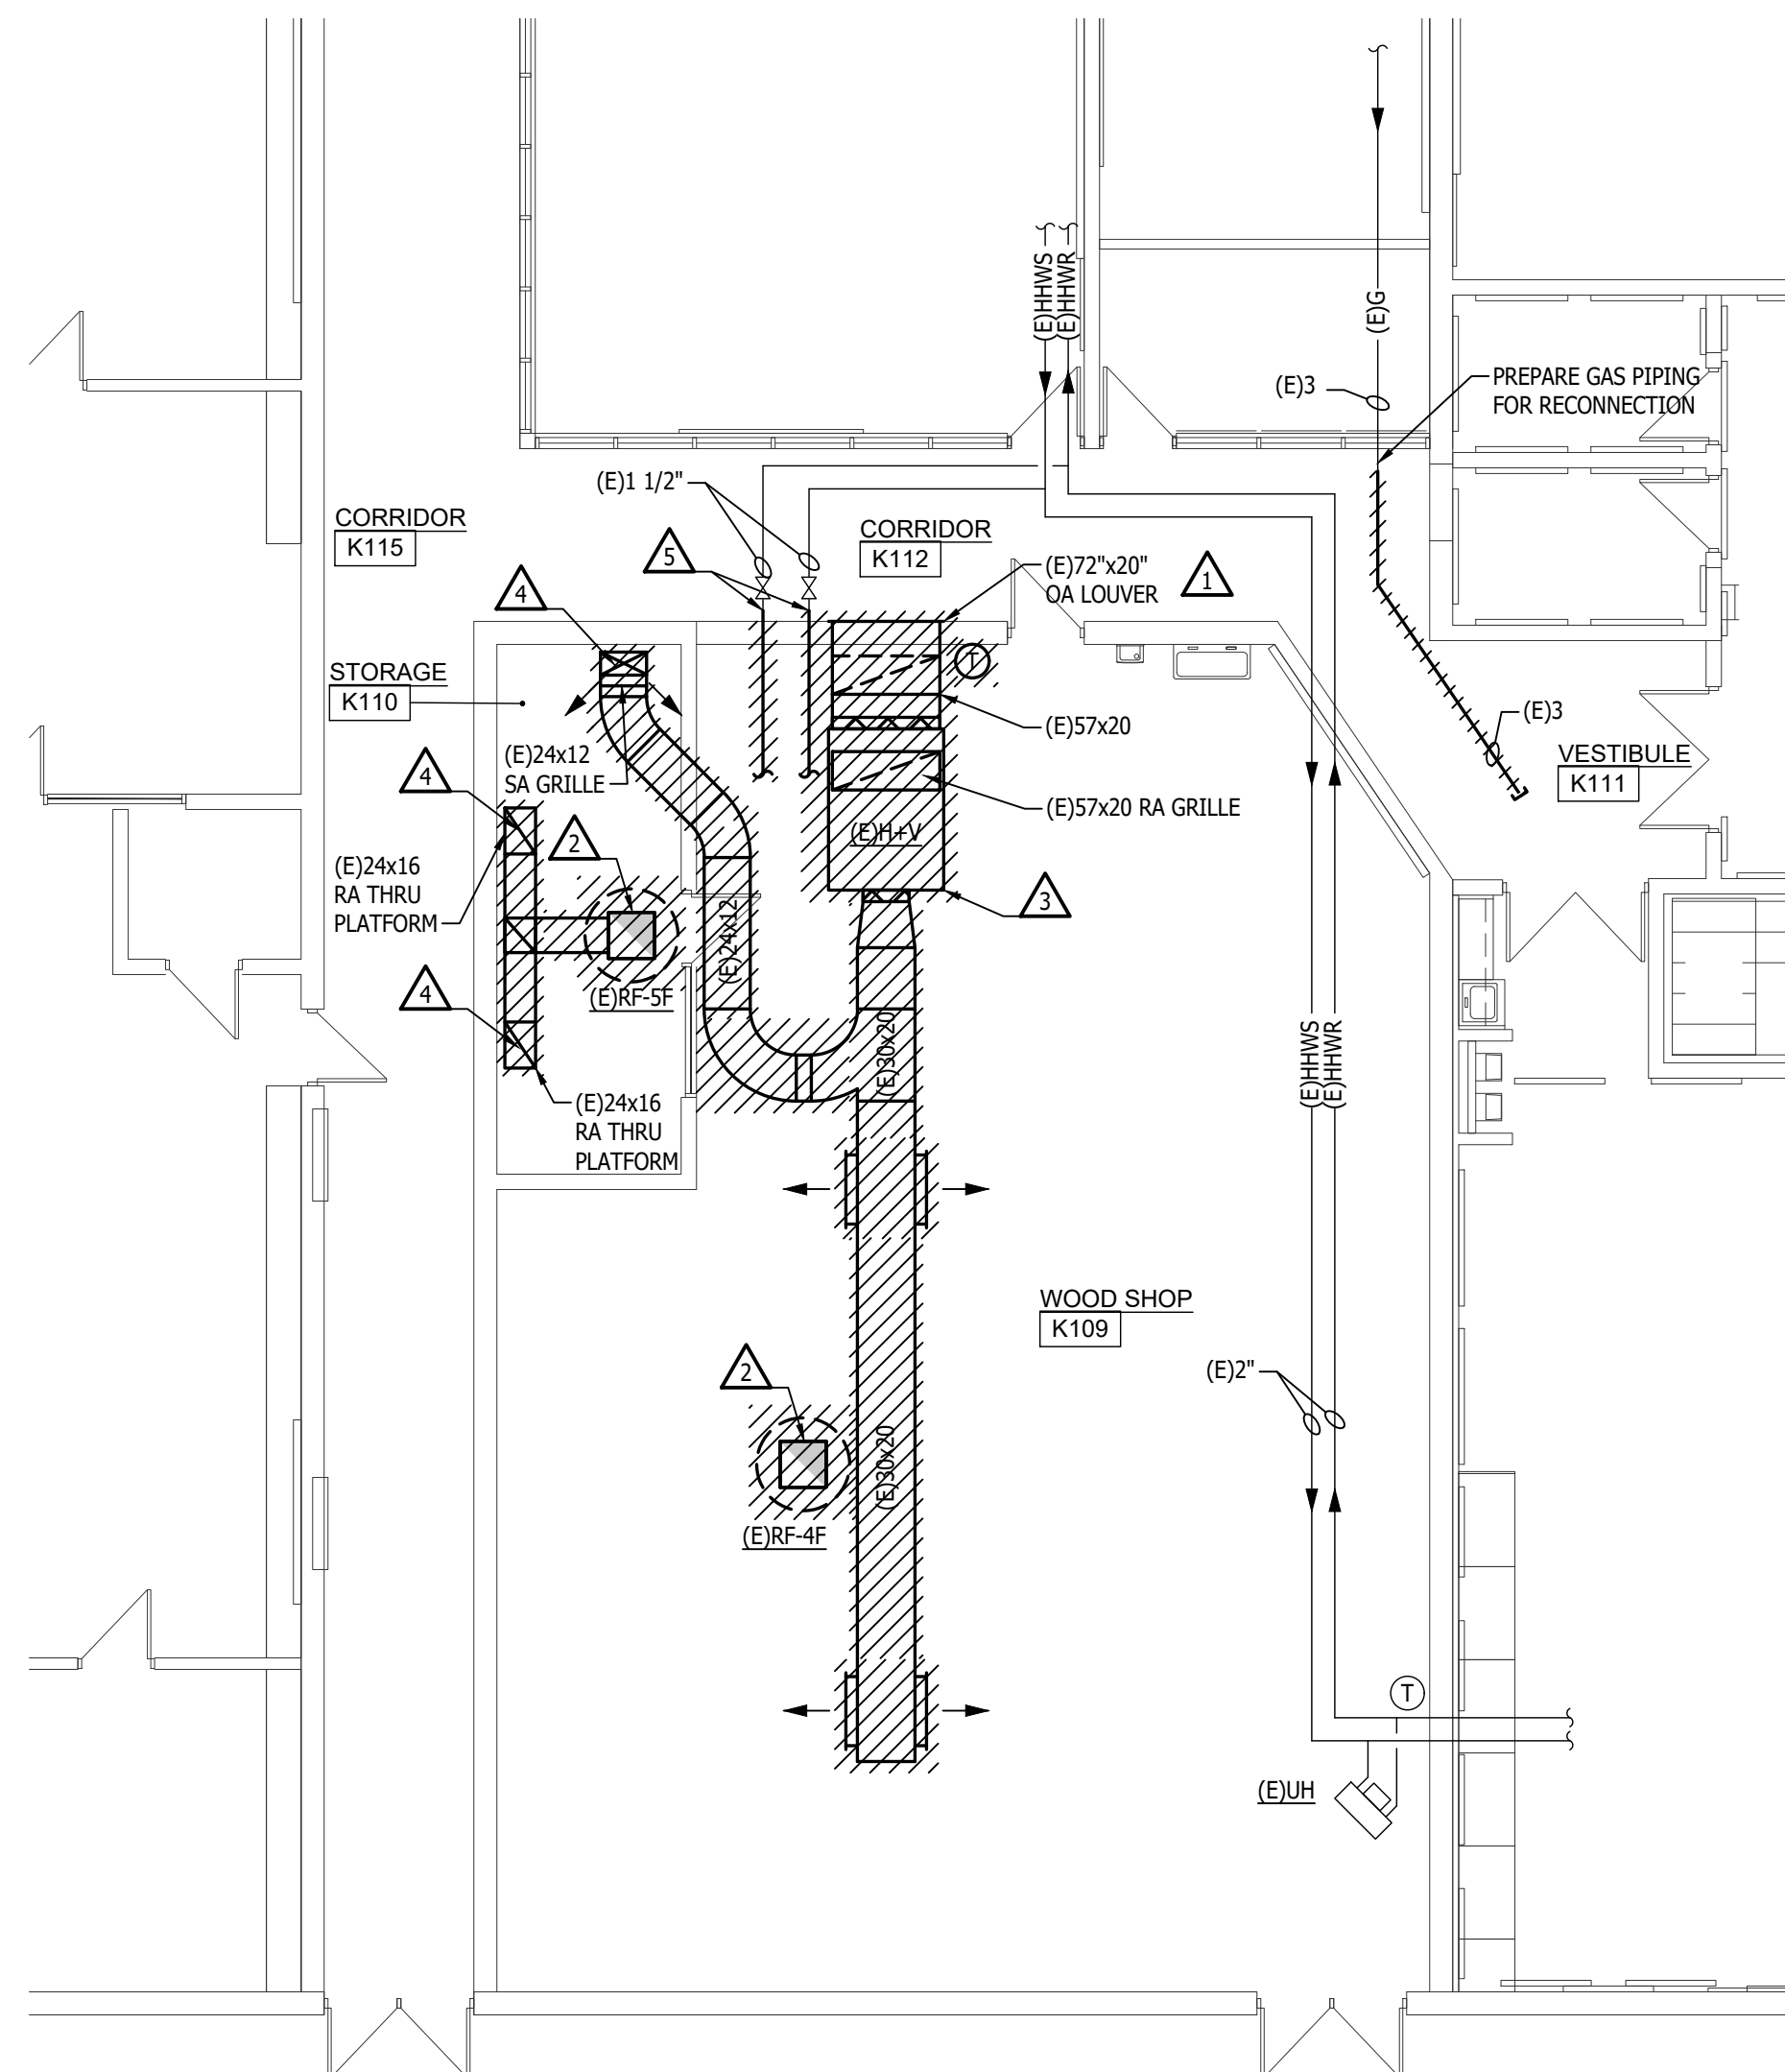 (E)HHWS
(E)HHWR
(E)G
(E)3
PREPARE GAS PIPING
FOR RECONNECTION
(E)1 1/2"
CORRIDOR
K115
CORRIDOR
K112
5
4
(E)72"x20"
OA LOUVER
1
STORAGE
K110
T
(E)57x20
(E)3
VESTIBULE
K111
(E)24x12
SA GRILLE
4
(E)57x20 RA GRILLE
2
(E)H+V
(E)24x16
RA THRU
PLATFORM
3
(E)24x12
4
(E)RF-5F
(E)30x20
(E)HHWS
(E)HHWR
(E)24x16
RA THRU
PLATFORM
WOOD SHOP
K109
2
(E)2"
(E)30x20
(E)RF-4F
T
(E)UH